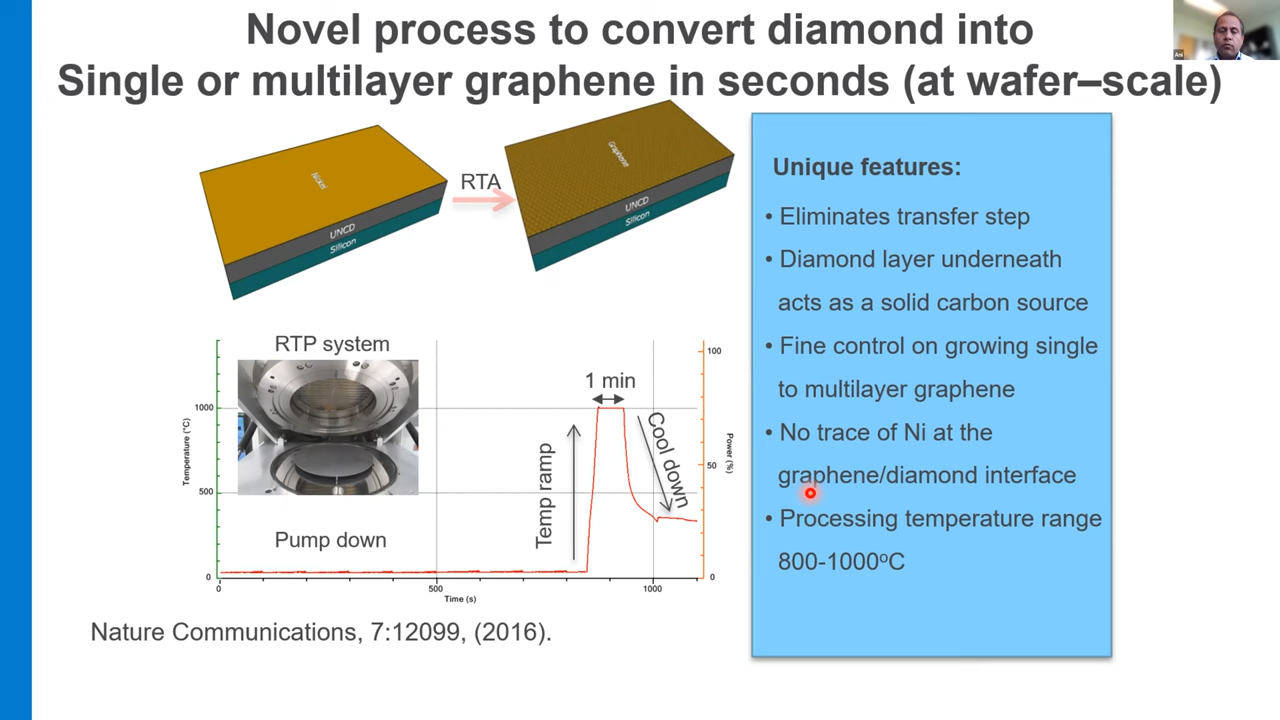 Novel process to convert diamond into
Single or multilayer graphene in seconds (at wafer–scale)
Ani
Nickel
UNCD
Silicon
RTA
Graphene
UNCD
Silicon
Unique features:
• Eliminates transfer step
• Diamond layer underneath
acts as a solid carbon source
• Fine control on growing single
to multilayer graphene
• No trace of Ni at the
graphene/diamond interface
• Processing temperature range
800-1000ºC
RTP system
Pump down
Temp ramp
1 min
Cool down
Temperature (°C)
1000
500
0
Power (%)
100
50
0
0
500
1000
Time (s)
Nature Communications, 7:12099, (2016).